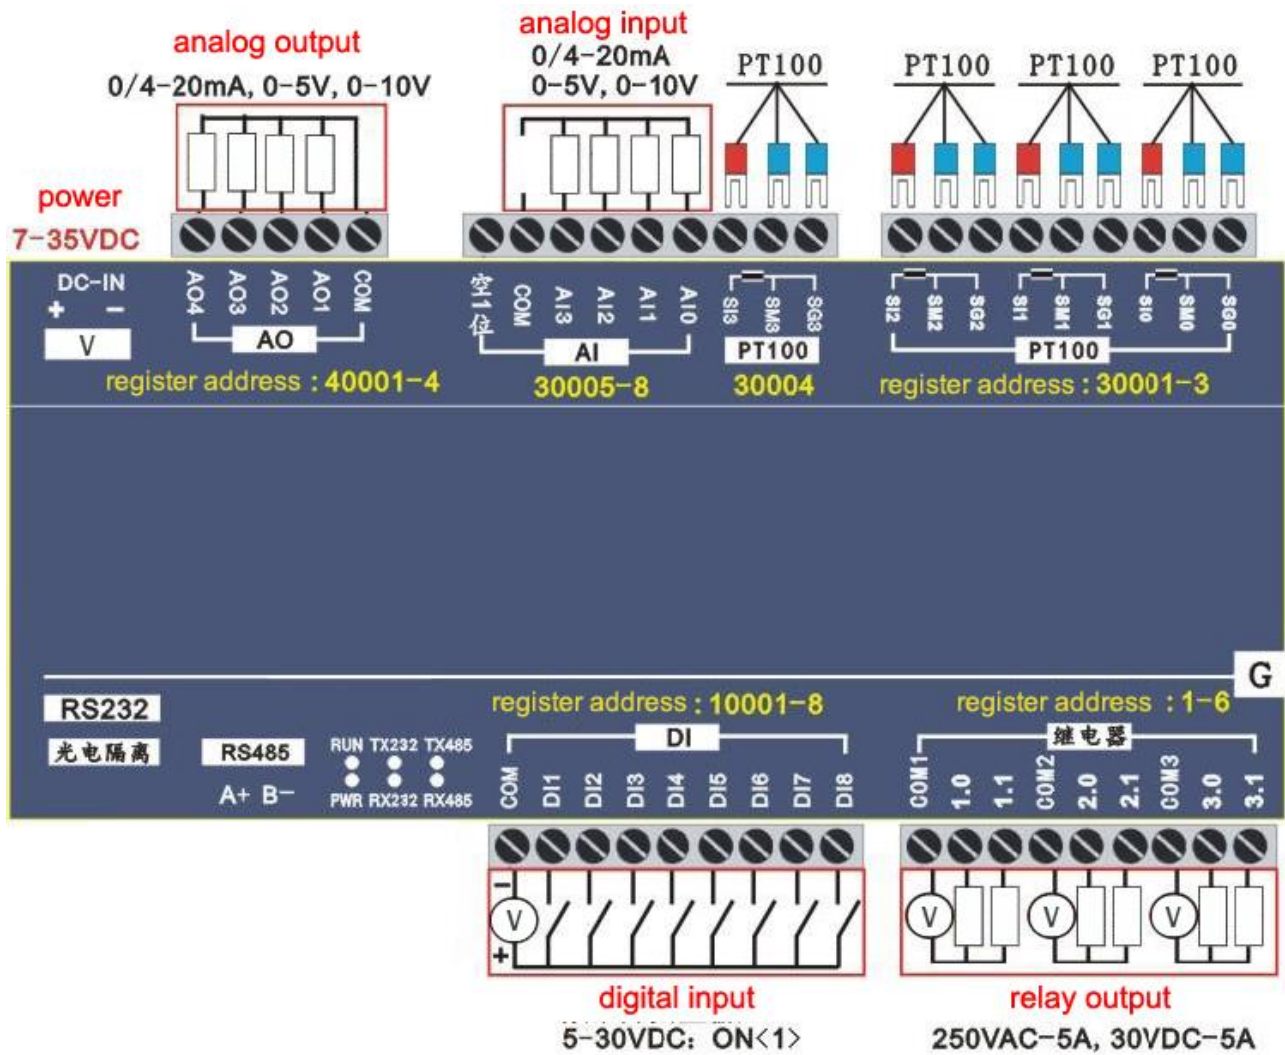 analog output
0/4-20mA, 0-5V, 0-10V
analog input
0/4-20mA
0-5V, 0-10V
PT100
PT100
PT100
PT100
power
7-35VDC
DC-IN
+ -
V
AO4
AO3
AO2
AO1
COM
AO
register address : 40001-4
空1位
COM
AI3
AI2
AI1
AI0
AI
30005-8
SI3
SM3
SG3
PT100
30004
SI2
SM2
SG2
SI1
SM1
SG1
SI0
SM0
SG0
PT100
register address : 30001-3
G
RS232
光电隔离
RS485
A+ B-
RUN TX232 TX485
PWR RX232 RX485
register address : 10001-8
DI
COM
DI1
DI2
DI3
DI4
DI5
DI6
DI7
DI8
register address : 1-6
继电器
COM1
1.0
1.1
COM2
2.0
2.1
COM3
3.0
3.1
-
V
+
V
V
V
digital input
5-30VDC: ON<1>
relay output
250VAC-5A, 30VDC-5A